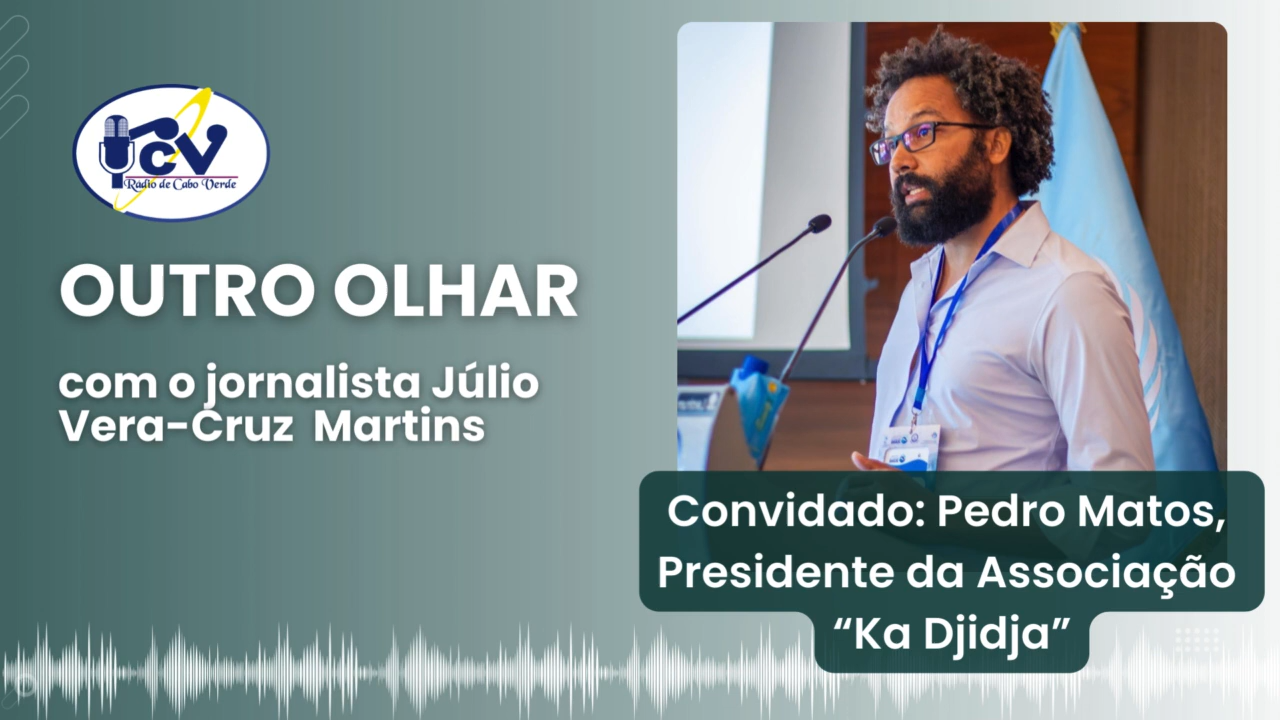 rcv
Rádio de Cabo Verde
OUTRO OLHAR
com o jornalista Júlio
Vera-Cruz Martins
Convidado: Pedro Matos,
Presidente da Associação
“Ka Djidja”